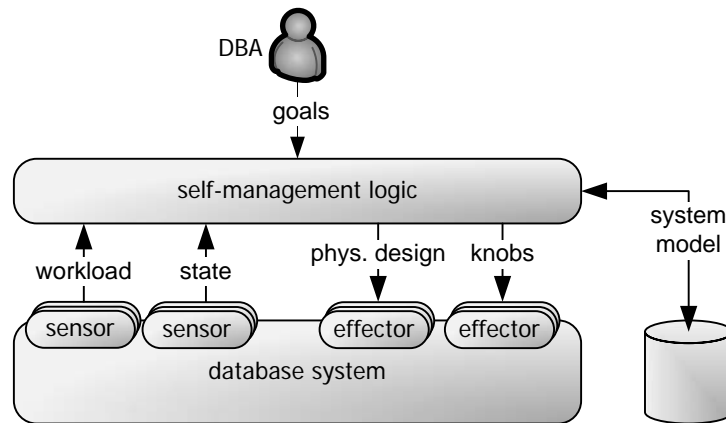 DBA
goals
self-management logic
system
model
workload
state
phys. design
knobs
sensor
sensor
effector
effector
database system